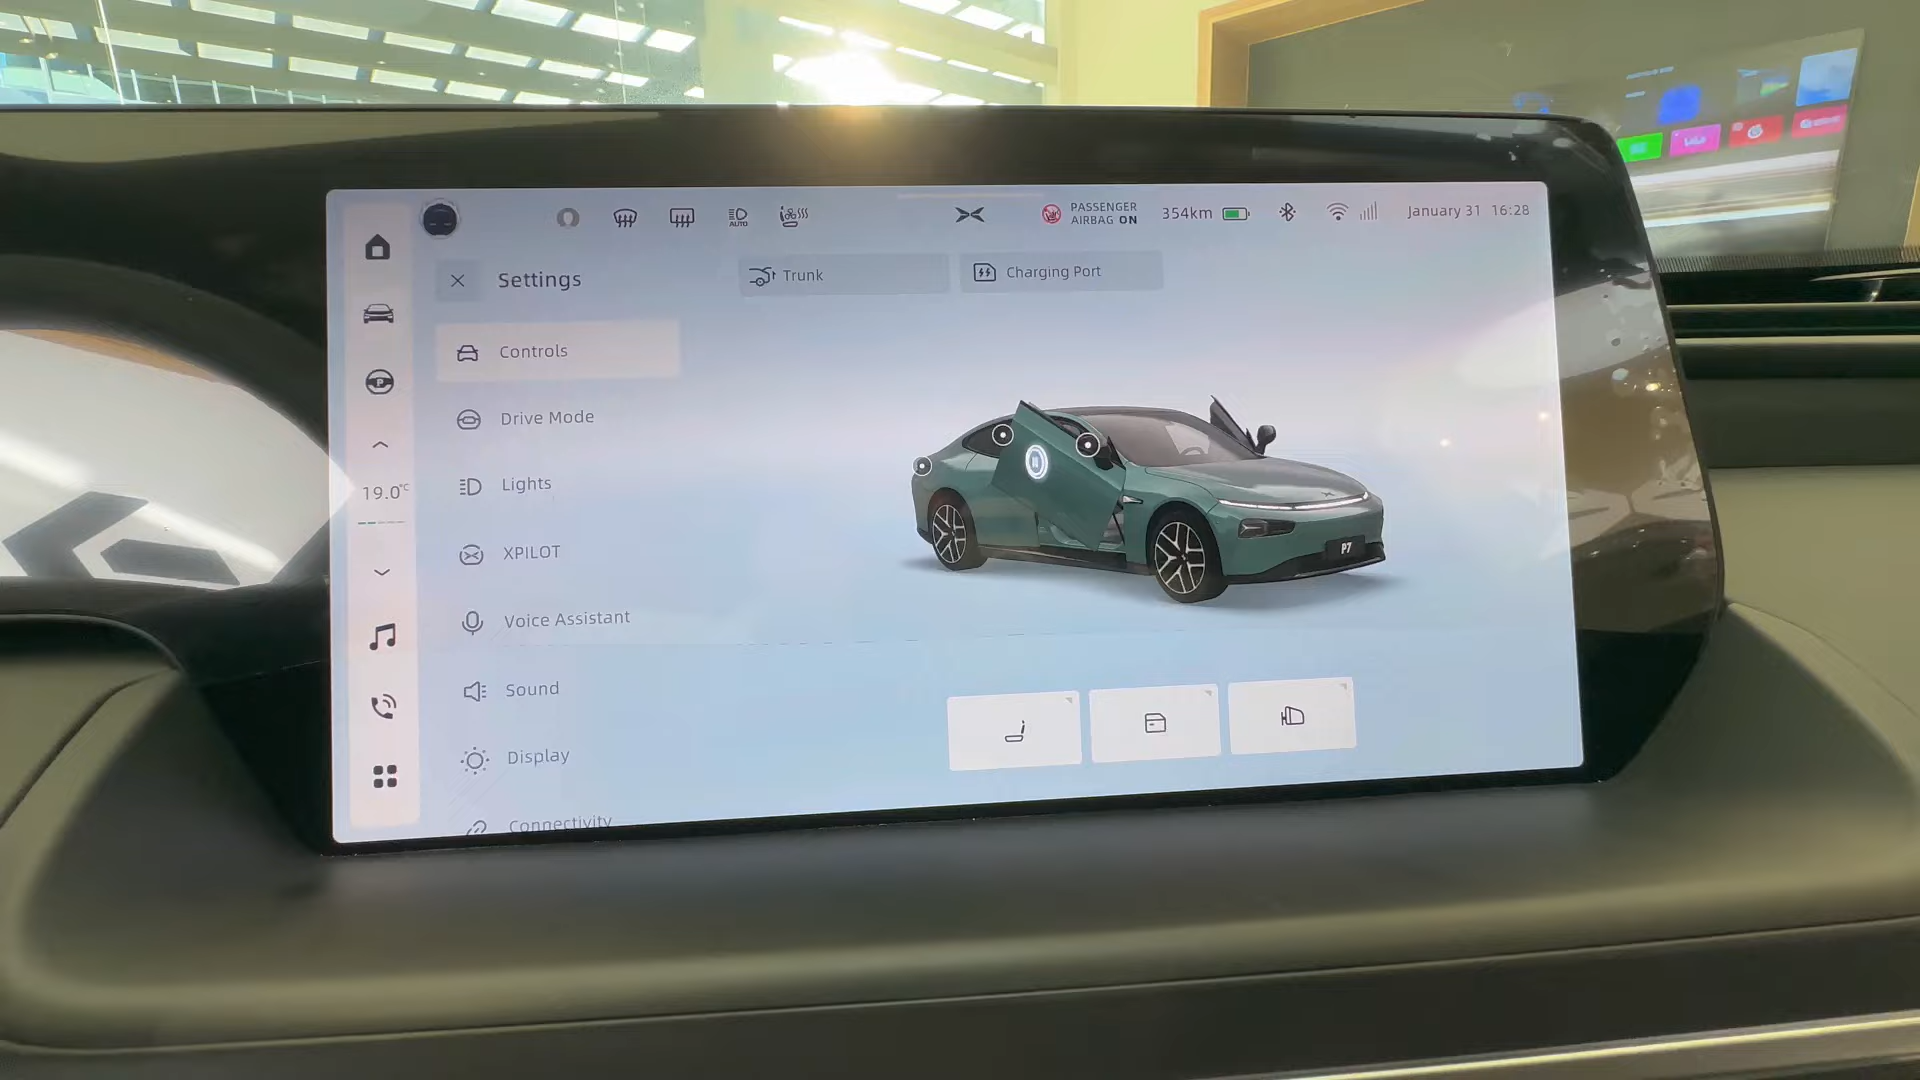 PASSENGER
AIRBAG ON
354km
January 31 16:28
AUTO
Settings
Trunk
Charging Port
Controls
Drive Mode
Lights
19.0°C
XPILOT
P7
Voice Assistant
Sound
Display
Connectivity